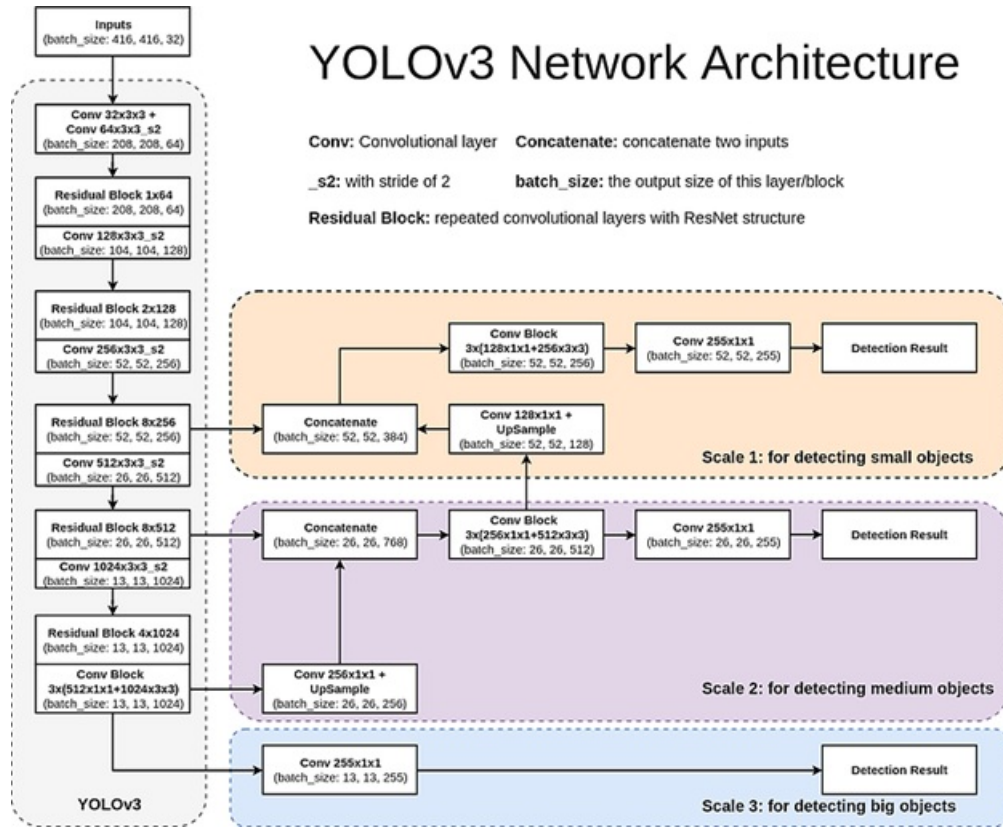 YOLOv3 Network Architecture
Conv: Convolutional layer
Concatenate: concatenate two inputs
_s2: with stride of 2
batch_size: the output size of this layer/block
Residual Block: repeated convolutional layers with ResNet structure
Inputs
(batch_size: 416, 416, 32)
Conv 32x3x3 +
Conv 64x3x3_s2
(batch_size: 208, 208, 64)
Residual Block 1x64
(batch_size: 208, 208, 64)
Conv 128x3x3_s2
(batch_size: 104, 104, 128)
Residual Block 2x128
(batch_size: 104, 104, 128)
Conv 256x3x3_s2
(batch_size: 52, 52, 256)
Residual Block 8x256
(batch_size: 52, 52, 256)
Conv 512x3x3_s2
(batch_size: 26, 26, 512)
Residual Block 8x512
(batch_size: 26, 26, 512)
Conv 1024x3x3_s2
(batch_size: 13, 13, 1024)
Residual Block 4x1024
(batch_size: 13, 13, 1024)
Conv Block
3x(512x1x1+1024x3x3)
(batch_size: 13, 13, 1024)
YOLOv3
Conv Block
3x(128x1x1+256x3x3)
(batch_size: 52, 52, 256)
Conv 255x1x1
(batch_size: 52, 52, 255)
Detection Result
Concatenate
(batch_size: 52, 52, 384)
Conv 128x1x1 +
UpSample
(batch_size: 52, 52, 128)
Scale 1: for detecting small objects
Concatenate
(batch_size: 26, 26, 768)
Conv Block
3x(256x1x1+512x3x3)
(batch_size: 26, 26, 512)
Conv 255x1x1
(batch_size: 26, 26, 255)
Detection Result
Conv 256x1x1 +
UpSample
(batch_size: 26, 26, 256)
Scale 2: for detecting medium objects
Conv 255x1x1
(batch_size: 13, 13, 255)
Detection Result
Scale 3: for detecting big objects